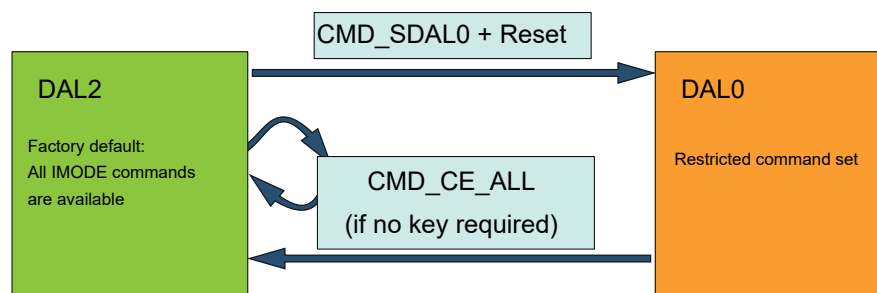 CMD_SDAL0 + Reset
DAL2
Factory default:
All IMODE commands
are available
CMD_CE_ALL
(if no key required)
DAL0
Restricted command set